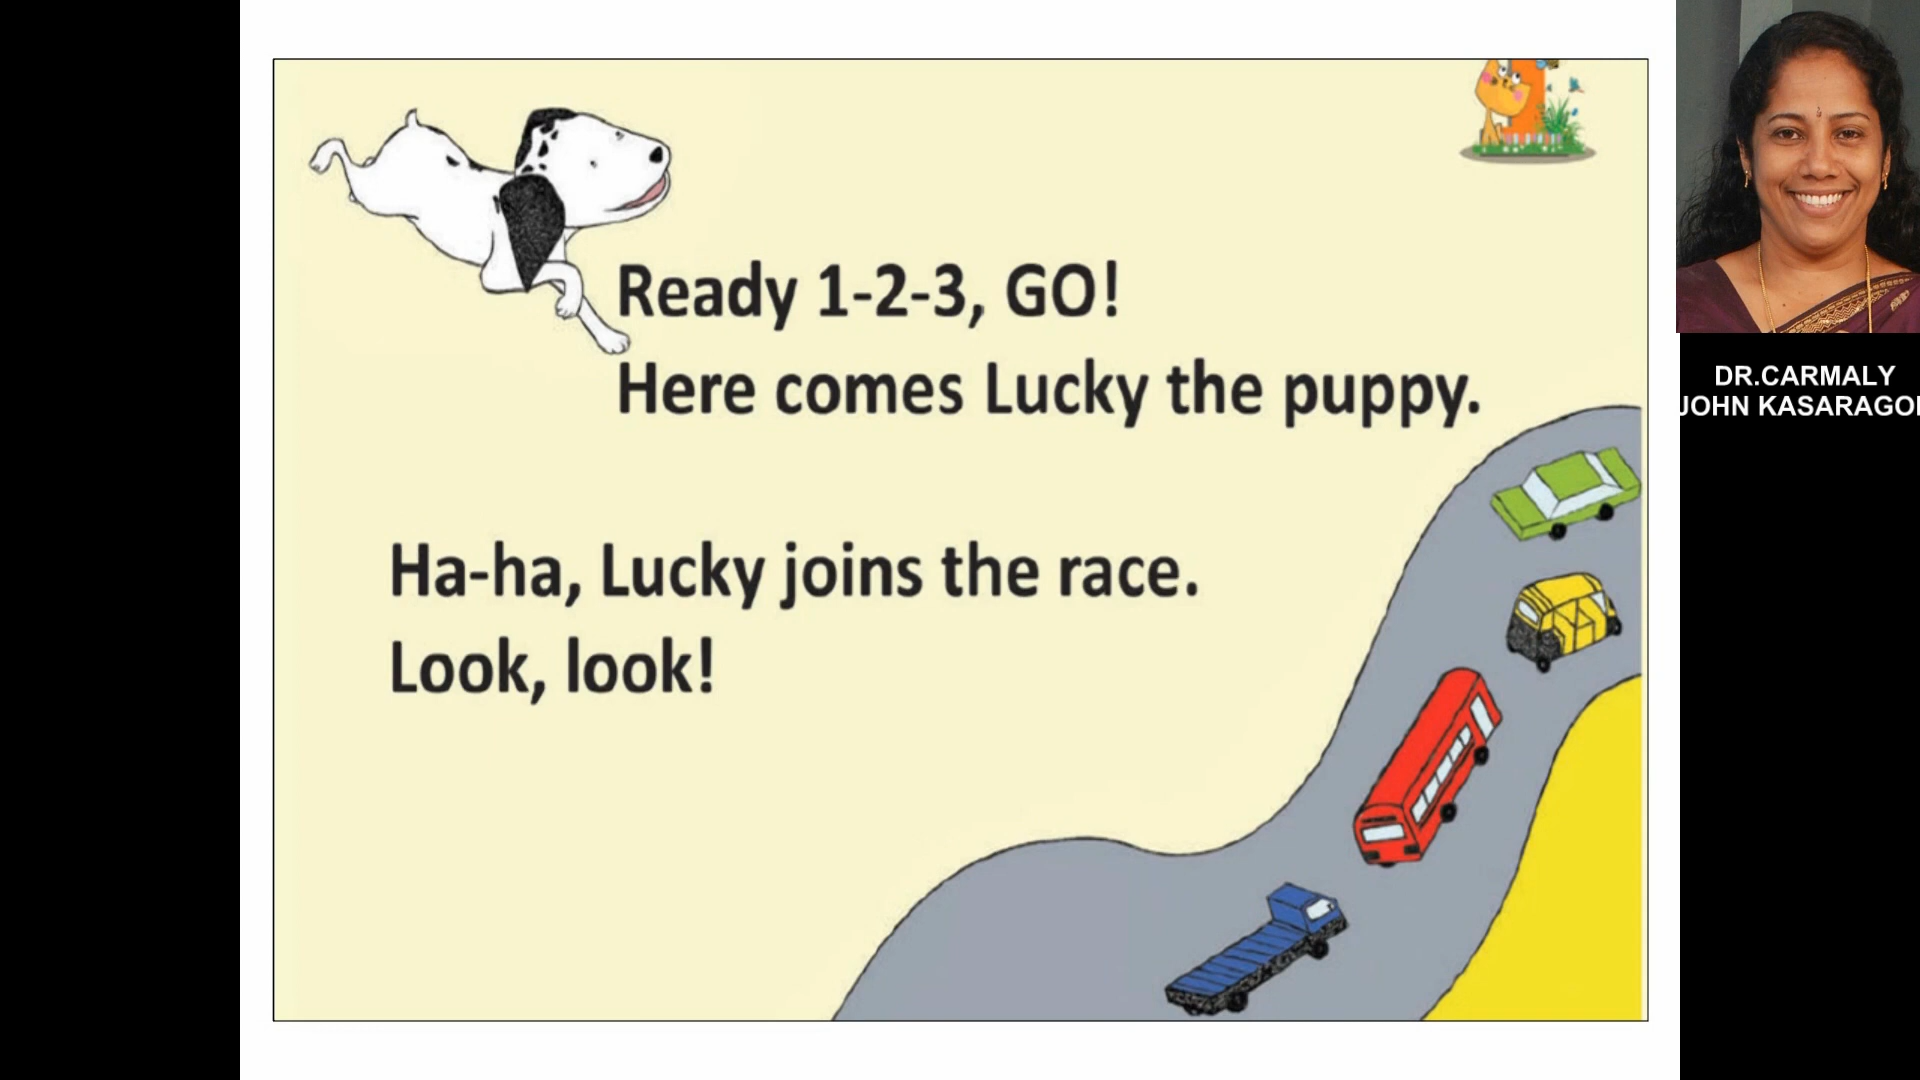 Ready 1-2-3, GO!
Here comes Lucky the puppy.
Ha-ha, Lucky joins the race.
Look, look!
DR.CARMALY
JOHN